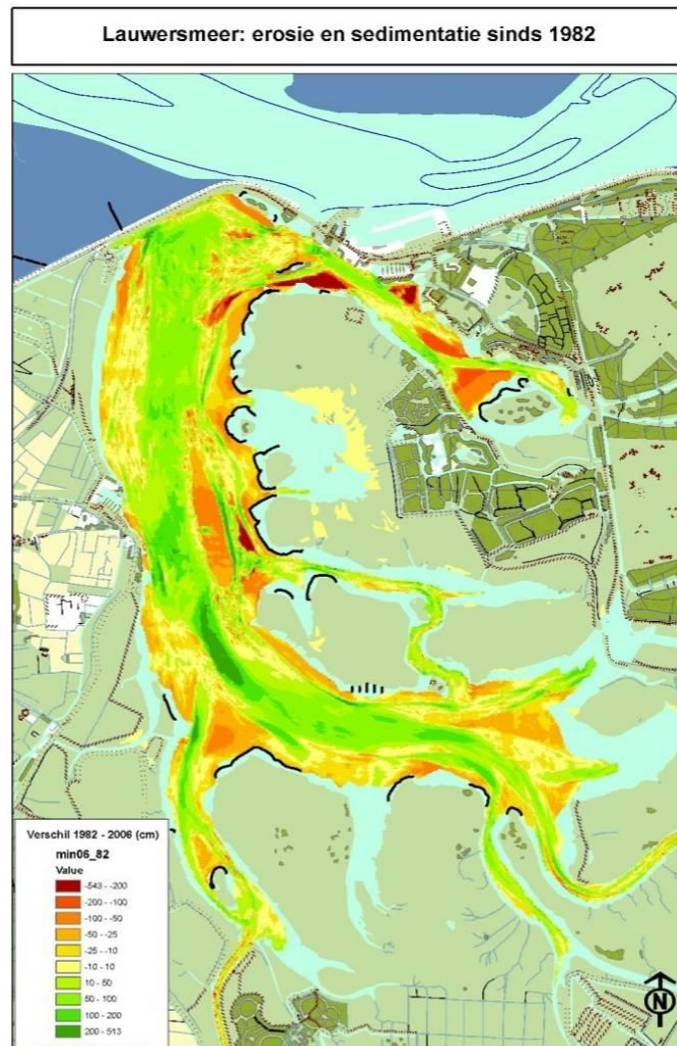 Lauwersmeer: erosie en sedimentatie sinds 1982
Verschil 1982 - 2006 (cm)
min06_82
Value
-543 - -200
-200 - -100
-100 - -50
-50 - -25
-25 - -10
-10 - 10
10 - 50
50 - 100
100 - 200
200 - 513
N